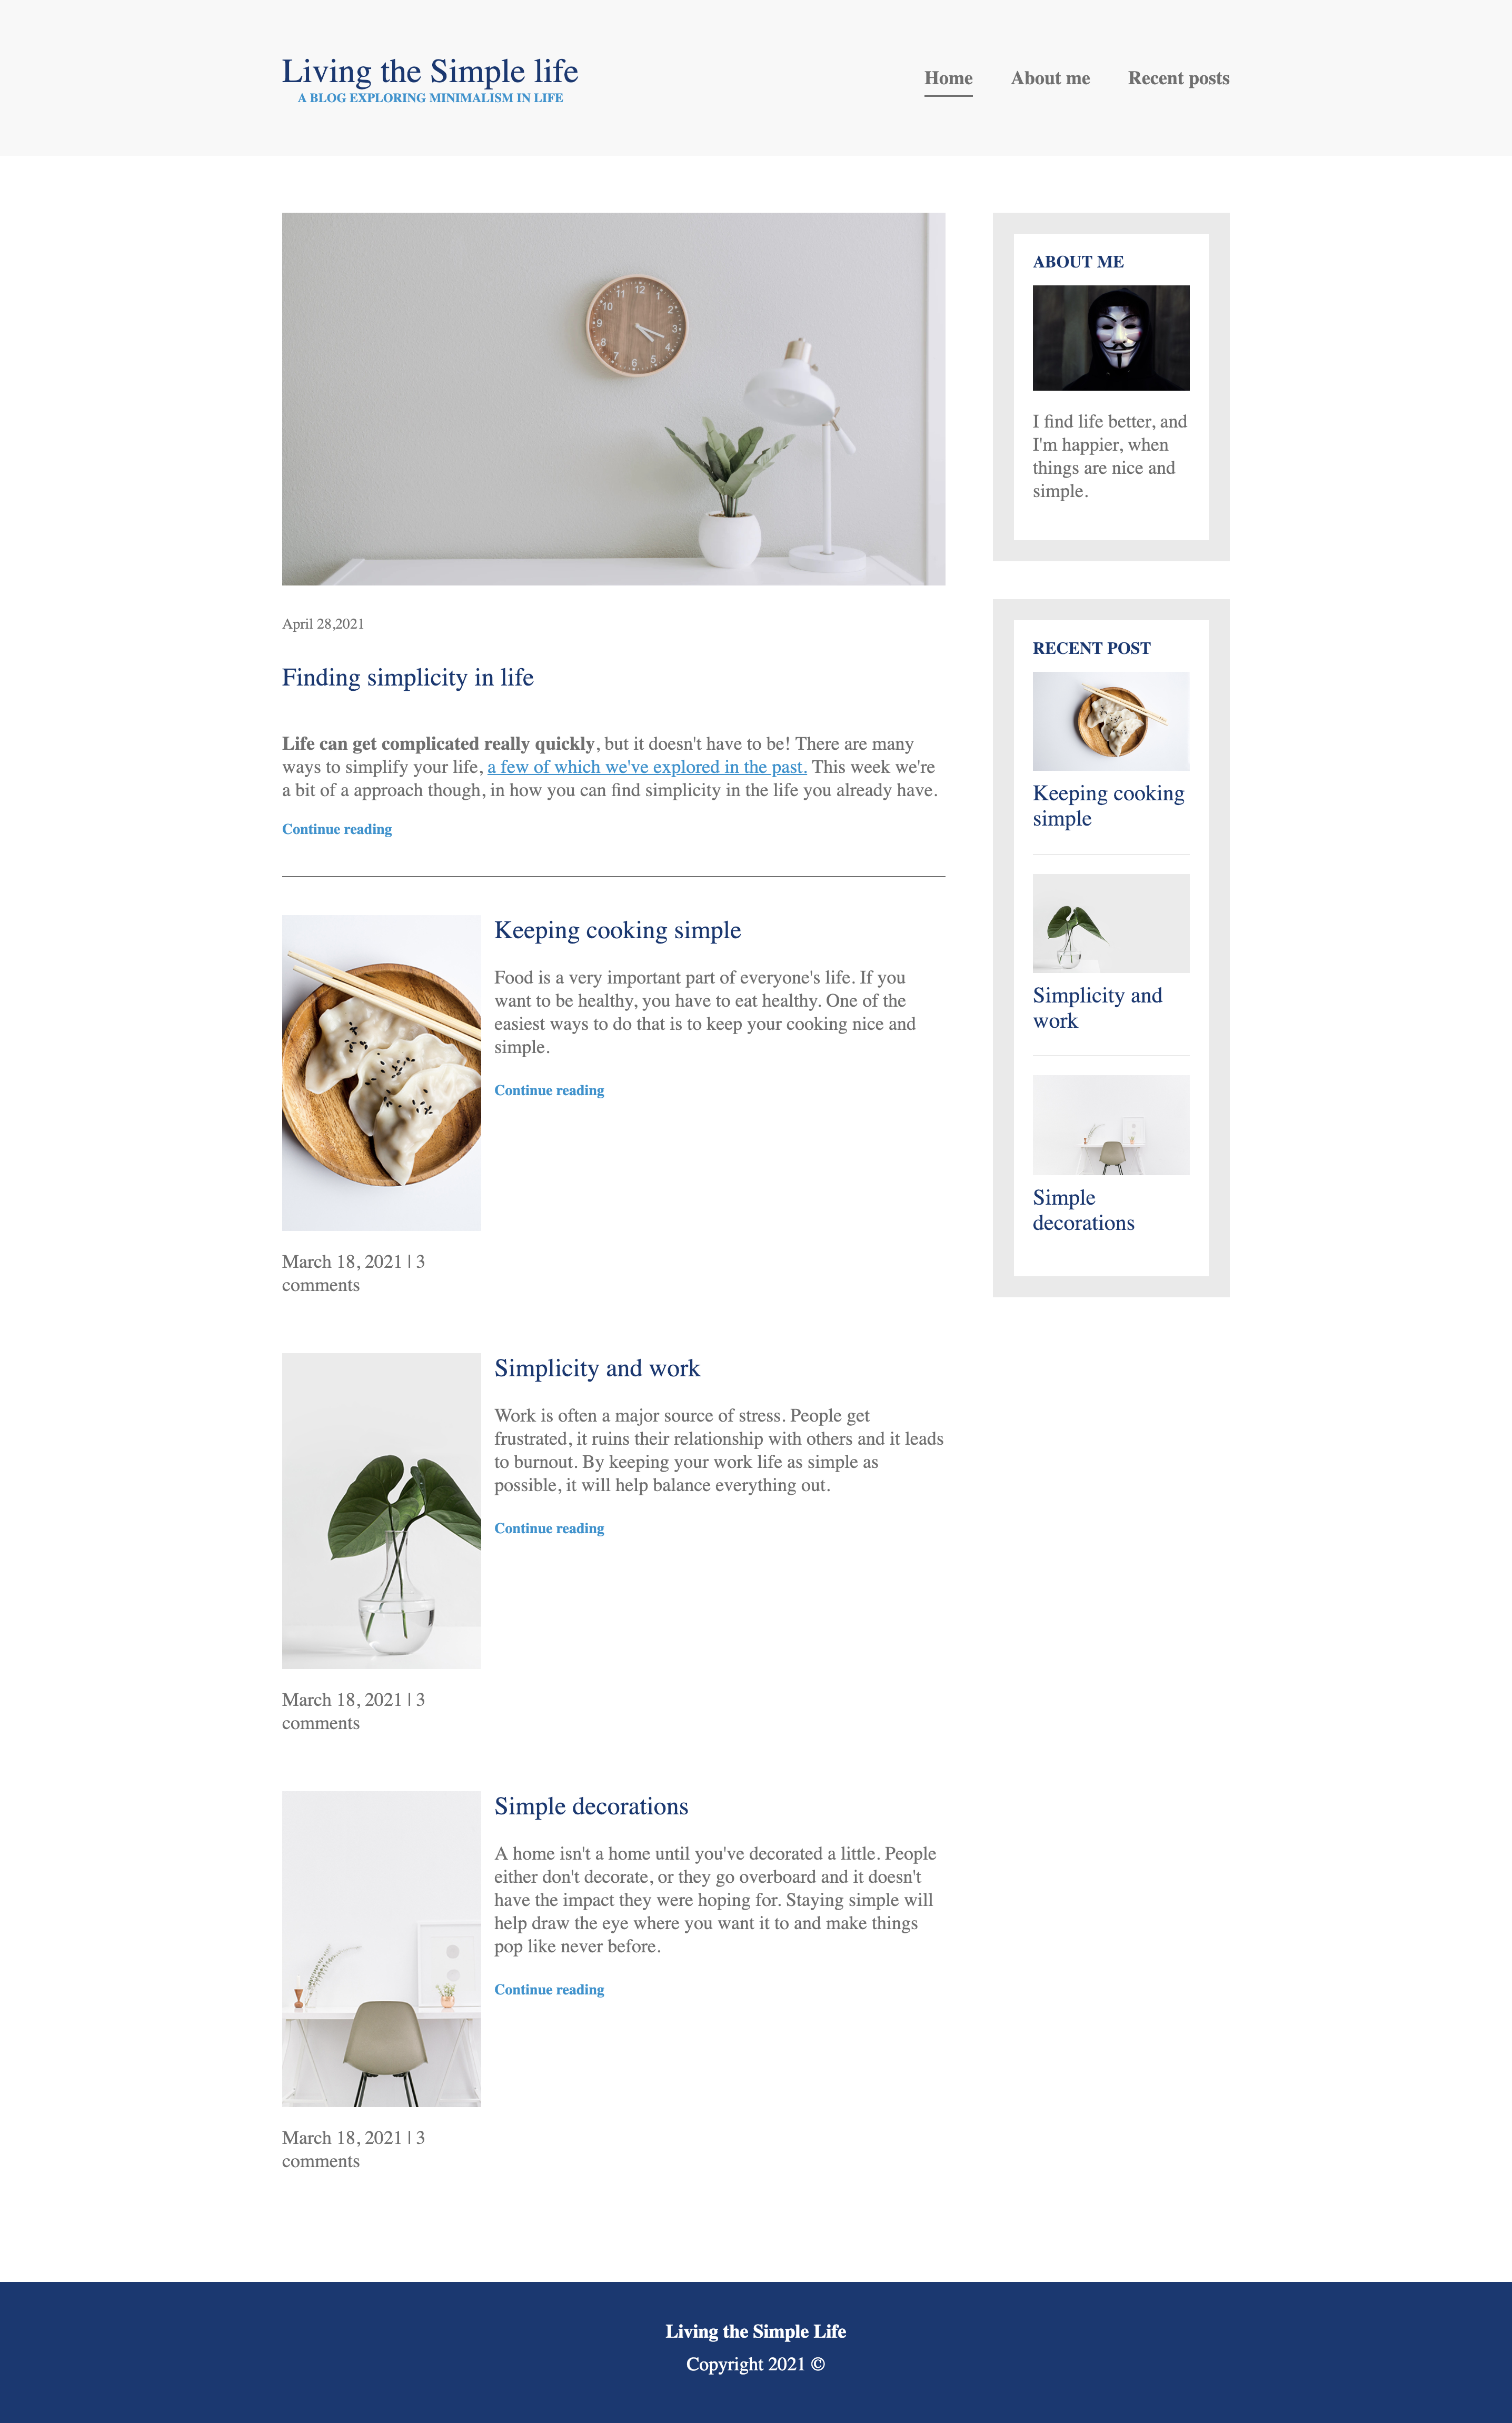 Living the Simple life
A BLOG EXPLORING MINIMALISM IN LIFE
Home About me Recent posts
12
1
2
3
4
5
6
7
8
9
10
11
April 28,2021
Finding simplicity in life
Life can get complicated really quickly, but it doesn't have to be! There are many
ways to simplify your life, a few of which we've explored in the past. This week we're
a bit of a approach though, in how you can find simplicity in the life you already have.
Continue reading
Keeping cooking simple
Food is a very important part of everyone's life. If you
want to be healthy, you have to eat healthy. One of the
easiest ways to do that is to keep your cooking nice and
simple.
Continue reading
March 18, 2021 | 3
comments
Simplicity and work
Work is often a major source of stress. People get
frustrated, it ruins their relationship with others and it leads
to burnout. By keeping your work life as simple as
possible, it will help balance everything out.
Continue reading
March 18, 2021 | 3
comments
Simple decorations
A home isn't a home until you've decorated a little. People
either don't decorate, or they go overboard and it doesn't
have the impact they were hoping for. Staying simple will
help draw the eye where you want it to and make things
pop like never before.
Continue reading
March 18, 2021 | 3
comments
ABOUT ME
I find life better, and
I'm happier, when
things are nice and
simple.
RECENT POST
Keeping cooking
simple
Simplicity and
work
Simple
decorations
Living the Simple Life
Copyright 2021 ©